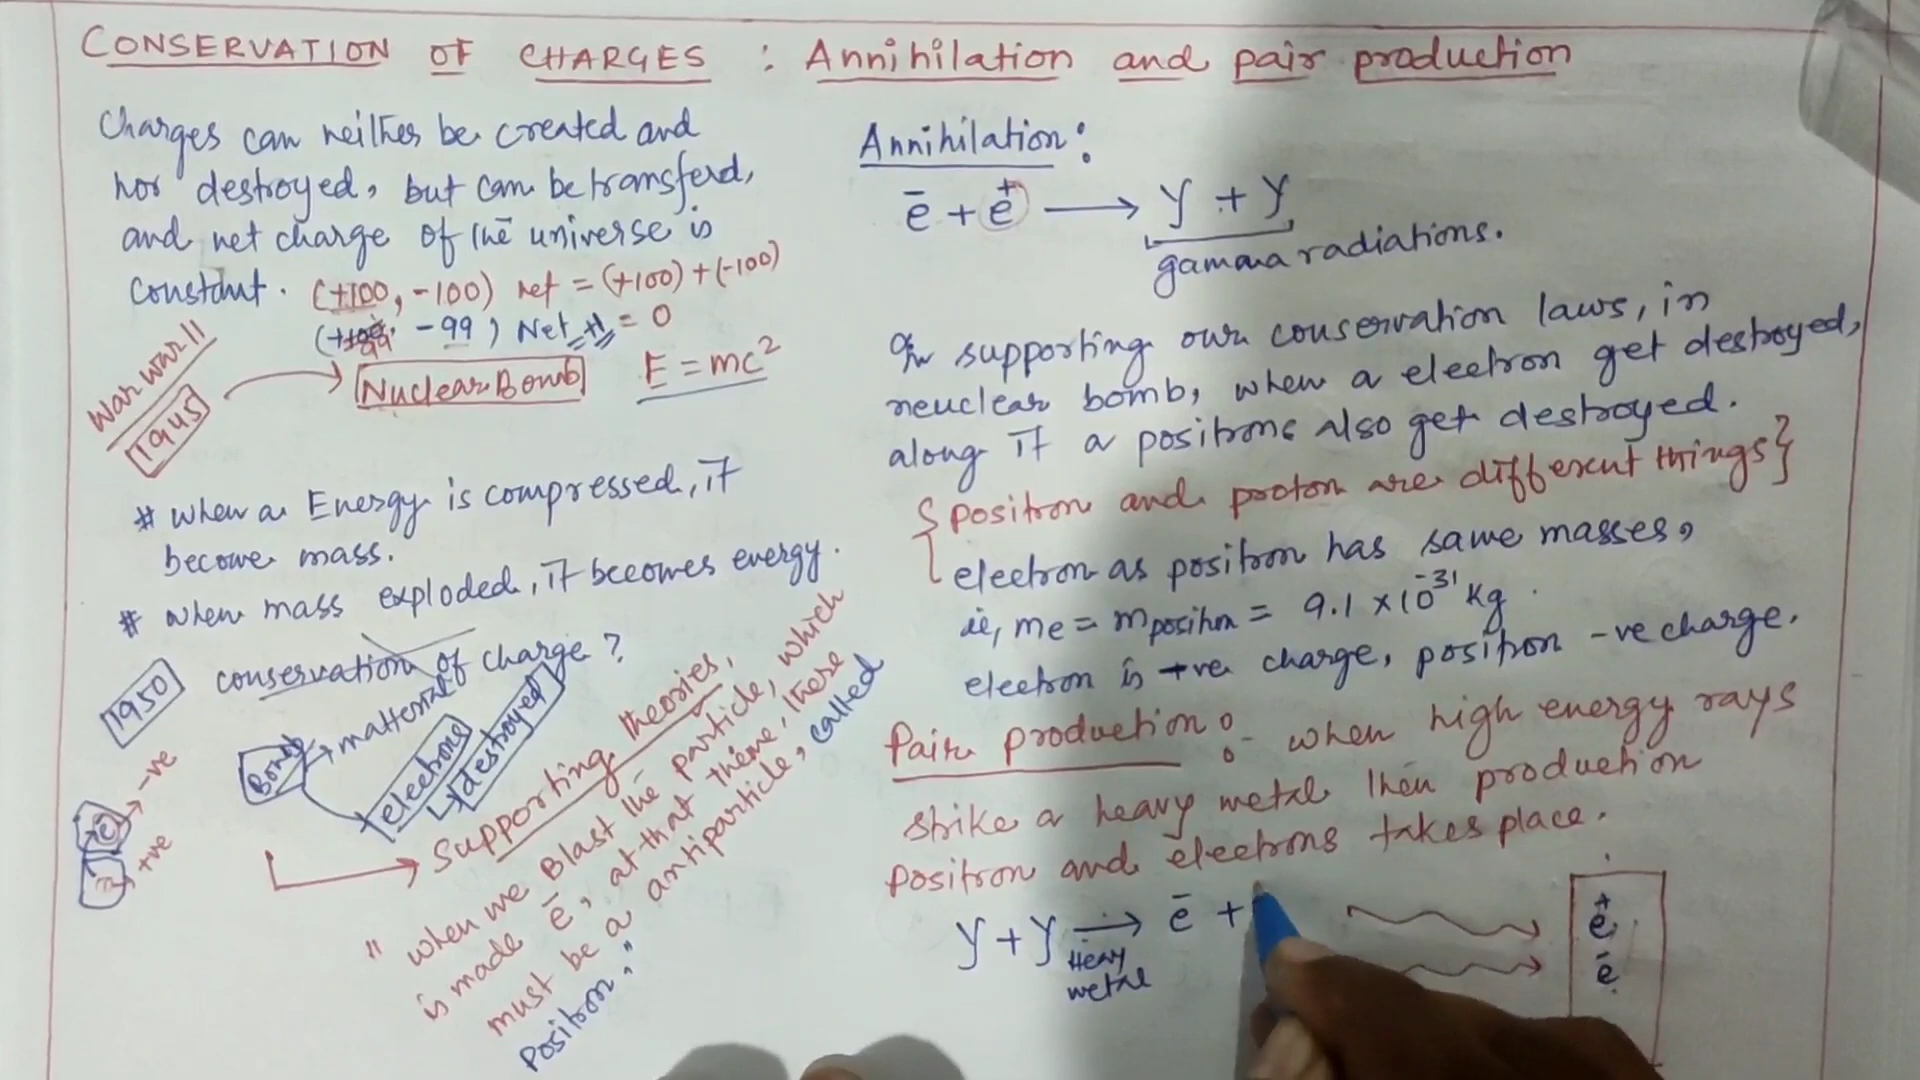 CONSERVATION OF CHARGES : Annihilation and pair production
Charges can neither be created and
nor destroyed, but can be transferd,
and net charge of the universe is
constant.
(+100, -100) net = (+100) + (-100)
-99) Net +1 = 0
War war II
1945
Nuclear Bomb
E = mc²
# when a Energy is compressed, it
become mass.
# when mass exploded, it becomes energy.
1950
conservation of charge ?
Bomb
electrons
destroyed
-ve
+ve
Supporting theories,
" when we Blast the particle, which
is made ē, at that theme, there
must be a antiparticle, called
Positron."
Annihilation :
ē + e⁺ → γ + γ
gamma radiations.
supporting our conservation laws, in
neuclear bomb, when a electron get destroyed,
along it a positrons also get destroyed.
{ positron and proton are different things }
electron as positron has same masses,
ie, me = mpositron = 9.1 × 10⁻³¹ kg.
electron is +ve charge, position -ve charge.
Pair production :- when high energy rays
strike a heavy metal then production
positron and electrons takes place.
γ + γ → ē +
Heavy
metal
e⁺
ē